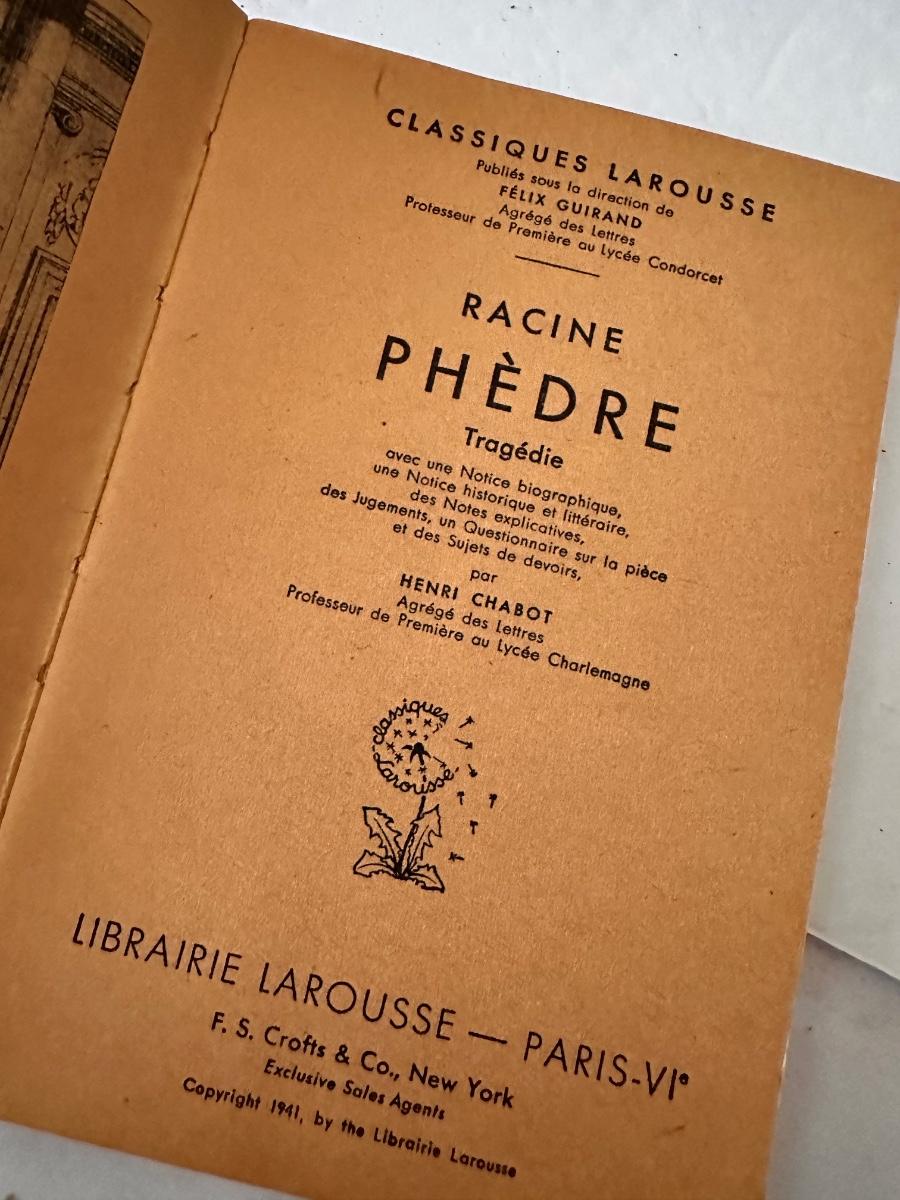 CLASSIQUES LAROUSSE
Publiés sous la direction de
FÉLIX GUIRAND
Agrégé des Lettres
Professeur de Première au Lycée Condorcet
RACINE
PHÈDRE
Tragédie
avec une Notice biographique,
une Notice historique et littéraire,
des Notes explicatives,
des Jugements, un Questionnaire sur la pièce
et des Sujets de devoirs,
par
HENRI CHABOT
Agrégé des Lettres
Professeur de Première au Lycée Charlemagne
classiques
Larousse
LIBRAIRIE LAROUSSE — PARIS-VIᵉ
F. S. Crofts & Co., New York
Exclusive Sales Agents
Copyright 1941, by the Librairie Larousse